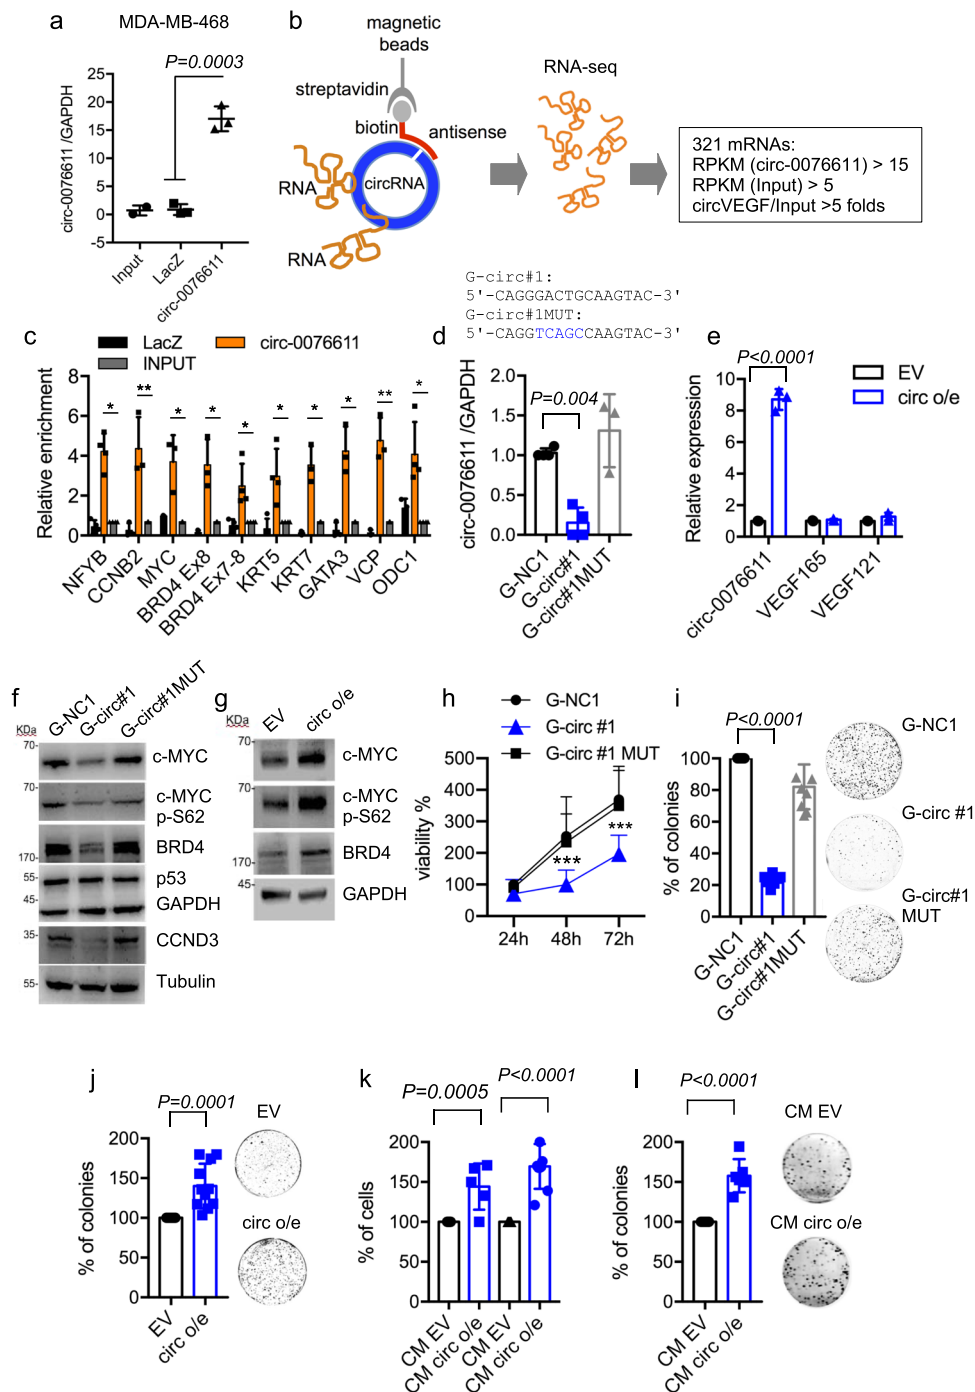 a
MDA-MB-468
P=0.0003
circ-0076611 /GAPDH
25
20
15
10
5
0
-5
Input
LacZ
circ-0076611
b
magnetic
beads
streptavidin
biotin
antisense
RNA
circRNA
RNA
RNA-seq
321 mRNAs:
RPKM (circ-0076611) > 15
RPKM (Input) > 5
circVEGF/Input >5 folds
G-circ#1:
5'-CAGGGACTGCAAGTAC-3'
G-circ#1MUT:
5'-CAGGTCAGCCAAGTAC-3'
c
LacZ
circ-0076611
INPUT
Relative enrichment
8
6
4
2
0
*
**
*
*
*
*
*
*
**
*
NFYB
CCNB2
MYC
BRD4 Ex8
BRD4 Ex7-8
KRT5
KRT7
GATA3
VCP
ODC1
d
P=0.004
circ-0076611 /GAPDH
2.0
1.5
1.0
0.5
0.0
G-NC1
G-circ#1
G-circ#1MUT
e
P<0.0001
EV
circ o/e
Relative expression
10
8
6
4
2
0
circ-0076611
VEGF165
VEGF121
f
G-NC1
G-circ#1
G-circ#1MUT
KDa
70-
c-MYC
70-
c-MYC
p-S62
170-
BRD4
55-
p53
45-
GAPDH
CCND3
55-
Tubulin
g
EV
circ o/e
KDa
70-
c-MYC
70-
c-MYC
p-S62
170-
BRD4
45-
GAPDH
h
G-NC1
G-circ #1
G-circ #1 MUT
viability %
500
400
300
200
100
0
***
***
24h
48h
72h
i
P<0.0001
% of colonies
100
80
60
40
20
0
G-NC1
G-circ#1
G-circ#1MUT
G-NC1
G-circ #1
G-circ#1
MUT
j
P=0.0001
% of colonies
200
150
100
50
0
EV
circ o/e
EV
circ o/e
k
P=0.0005
P<0.0001
% of cells
200
150
100
50
0
CM EV
CM circ o/e
CM EV
CM circ o/e
l
P<0.0001
% of colonies
200
150
100
50
0
CM EV
CM circ o/e
CM EV
CM circ o/e